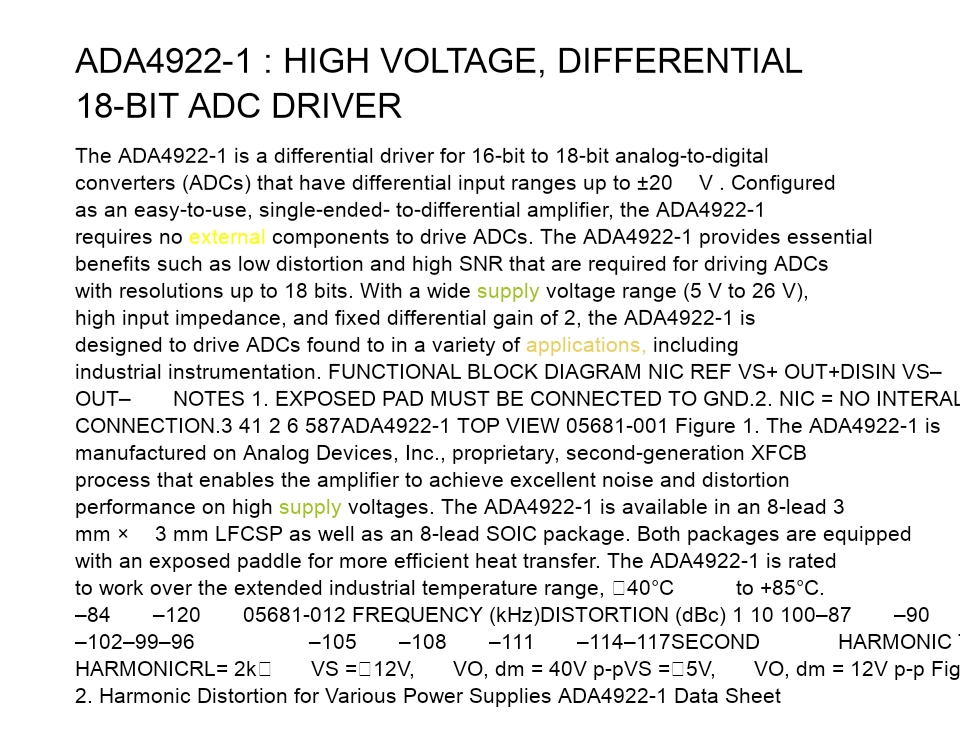 ADA4922-1 : HIGH VOLTAGE, DIFFERENTIAL
18-BIT ADC DRIVER
The ADA4922-1 is a differential driver for 16-bit to 18-bit analog-to-digital
converters (ADCs) that have differential input ranges up to ±20 V . Configured
as an easy-to-use, single-ended- to-differential amplifier, the ADA4922-1
requires no external components to drive ADCs. The ADA4922-1 provides essential
benefits such as low distortion and high SNR that are required for driving ADCs
with resolutions up to 18 bits. With a wide supply voltage range (5 V to 26 V),
high input impedance, and fixed differential gain of 2, the ADA4922-1 is
designed to drive ADCs found to in a variety of applications, including
industrial instrumentation. FUNCTIONAL BLOCK DIAGRAM NIC REF VS+ OUT+DISIN VS–
OUT– NOTES 1. EXPOSED PAD MUST BE CONNECTED TO GND.2. NIC = NO INTERAL
CONNECTION.3 41 2 6 587ADA4922-1 TOP VIEW 05681-001 Figure 1. The ADA4922-1 is
manufactured on Analog Devices, Inc., proprietary, second-generation XFCB
process that enables the amplifier to achieve excellent noise and distortion
performance on high supply voltages. The ADA4922-1 is available in an 8-lead 3
mm × 3 mm LFCSP as well as an 8-lead SOIC package. Both packages are equipped
with an exposed paddle for more efficient heat transfer. The ADA4922-1 is rated
to work over the extended industrial temperature range, 40°C to +85°C.
–84 –120 05681-012 FREQUENCY (kHz)DISTORTION (dBc) 1 10 100–87 –90
–102–99–96 –105 –108 –111 –114–117SECOND HARMONIC
HARMONICRL= 2k VS =12V, VO, dm = 40V p-pVS =5V, VO, dm = 12V p-p Fig
2. Harmonic Distortion for Various Power Supplies ADA4922-1 Data Sheet